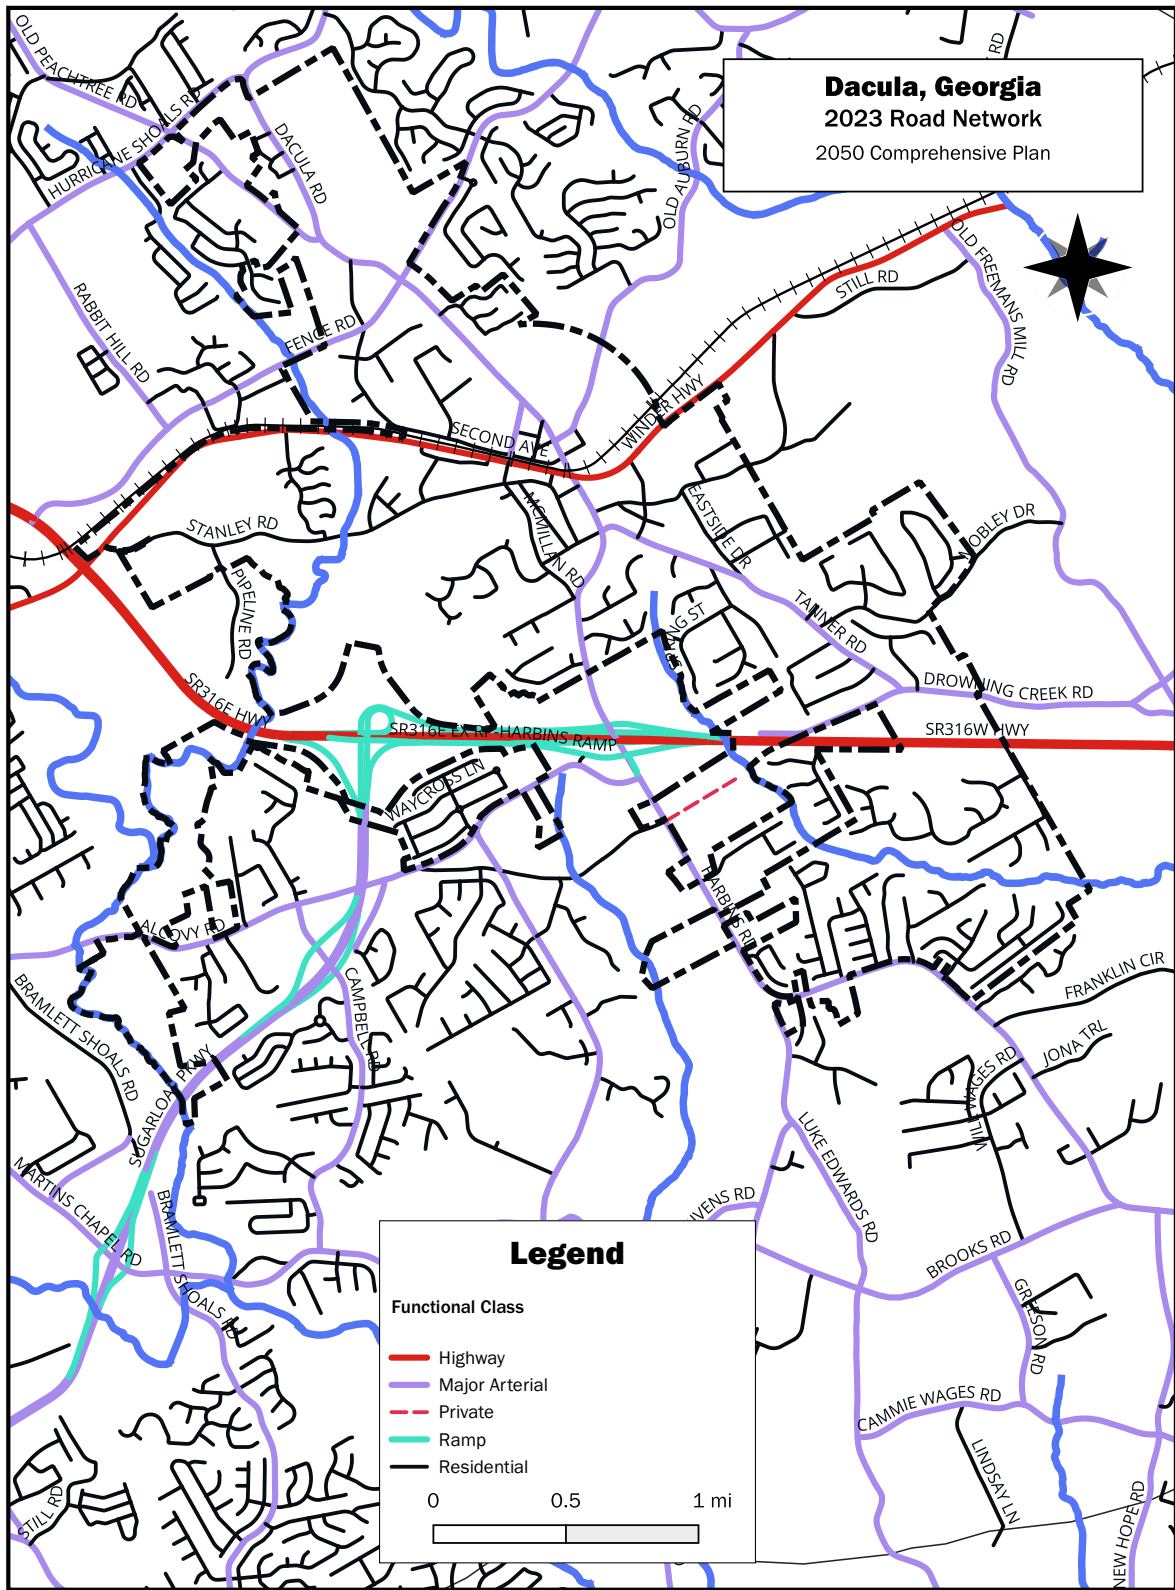 Dacula, Georgia
2023 Road Network
2050 Comprehensive Plan
RD
OLD PEACHTREE RD
HURRICANE SHOALS RD
DACULA RD
OLD AUBURN RD
OLD FREEMANS MILL RD
STILL RD
RABBIT HILL RD
FENCE RD
WINDER HWY
SECOND AVE
STANLEY RD
PIPELINE RD
MCMILLAN RD
EASTSIDE DR
MOBLEY DR
TANNER RD
DROWNING CREEK RD
SR316E HWY
SR316E EX RP HARBINS RAMP
SR316W HWY
WAYCROSS LN
HARBINS RD
ALCOVY RD
CAMPBELL RD
BRAMLETT SHOALS RD
SUGARLOAF PKWY
FRANKLIN CIR
JONA TRL
WILL WAGES RD
MARTINS CHAPEL RD
BRAMLETT SHOALS RD
LUKE EDWARDS RD
BROOKS RD
GREESON RD
CAMMIE WAGES RD
LINDSAY LN
NEW HOPE RD
STILL RD
Legend
Functional Class
Highway
Major Arterial
Private
Ramp
Residential
0 0.5 1 mi